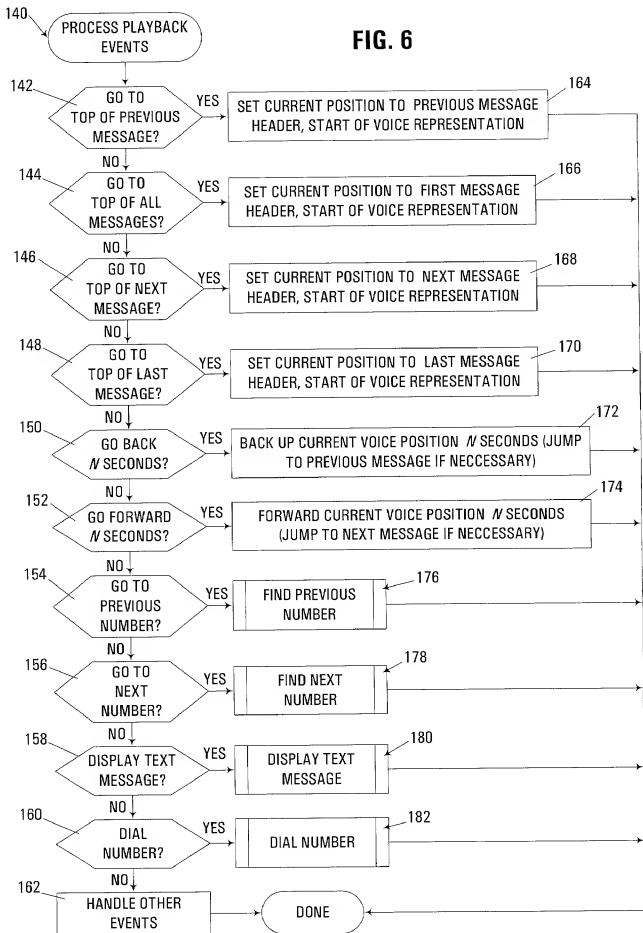 140
PROCESS PLAYBACK
EVENTS
FIG. 6
142
GO TO
TOP OF PREVIOUS
MESSAGE?
YES
SET CURRENT POSITION TO PREVIOUS MESSAGE
HEADER, START OF VOICE REPRESENTATION
164
NO
144
GO TO
TOP OF ALL
MESSAGES?
YES
SET CURRENT POSITION TO FIRST MESSAGE
HEADER, START OF VOICE REPRESENTATION
166
NO
146
GO TO
TOP OF NEXT
MESSAGE?
YES
SET CURRENT POSITION TO NEXT MESSAGE
HEADER, START OF VOICE REPRESENTATION
168
NO
148
GO TO
TOP OF LAST
MESSAGE?
YES
SET CURRENT POSITION TO LAST MESSAGE
HEADER, START OF VOICE REPRESENTATION
170
NO
150
GO BACK
N SECONDS?
YES
BACK UP CURRENT VOICE POSITION N SECONDS (JUMP
TO PREVIOUS MESSAGE IF NECCESSARY)
172
NO
152
GO FORWARD
N SECONDS?
YES
FORWARD CURRENT VOICE POSITION N SECONDS
(JUMP TO NEXT MESSAGE IF NECCESSARY)
174
NO
154
GO TO
PREVIOUS
NUMBER?
YES
FIND PREVIOUS
NUMBER
176
NO
156
GO TO
NEXT
NUMBER?
YES
FIND NEXT
NUMBER
178
NO
158
DISPLAY TEXT
MESSAGE?
YES
DISPLAY TEXT
MESSAGE
180
NO
160
DIAL
NUMBER?
YES
DIAL NUMBER
182
NO
162
HANDLE OTHER
EVENTS
DONE